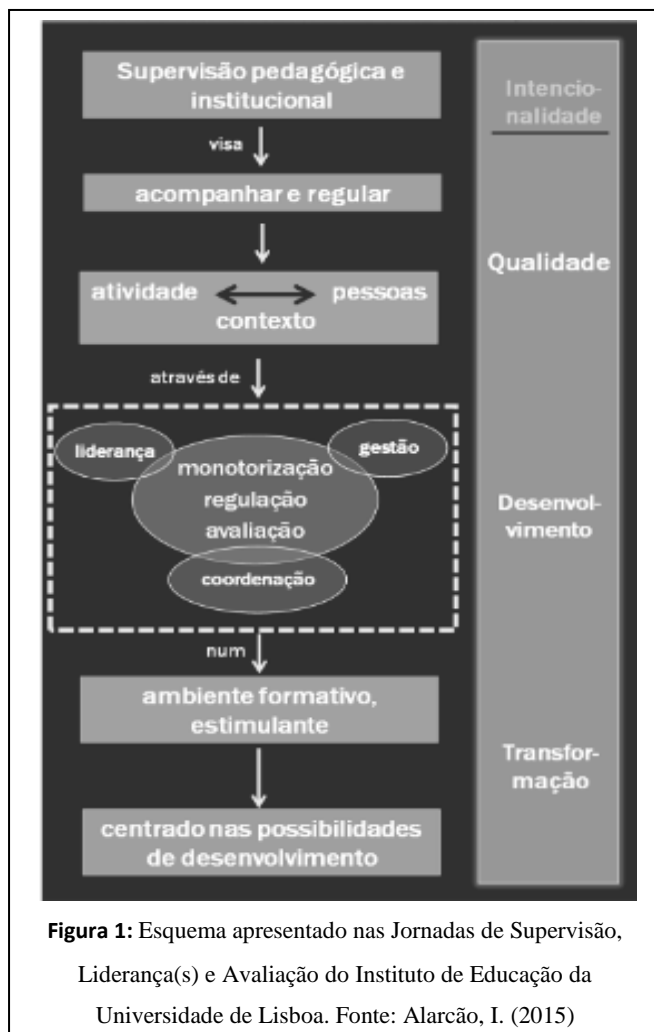 Supervisão pedagógica e
institucional
visa
acompanhar e regular
atividade pessoas
contexto
através de
liderança
gestão
monotorização
regulação
avaliação
coordenação
num
ambiente formativo,
estimulante
centrado nas possibilidades
de desenvolvimento
Intencio-
nalidade
Qualidade
Desenvol-
vimento
Transfor-
mação
Figura 1: Esquema apresentado nas Jornadas de Supervisão,
Liderança(s) e Avaliação do Instituto de Educação da
Universidade de Lisboa. Fonte: Alarcão, I. (2015)